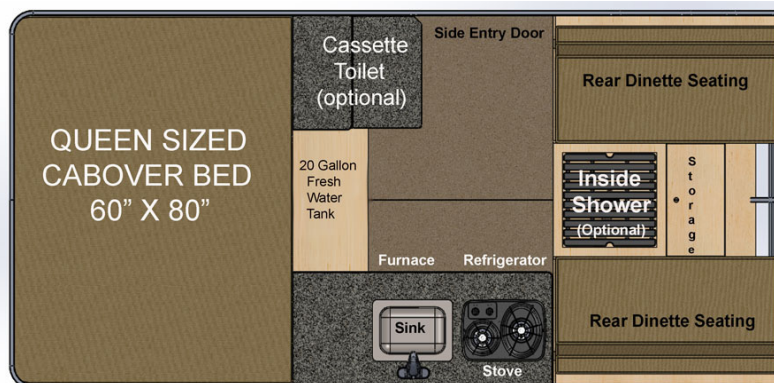 QUEEN SIZED
CABOVER BED
60” X 80”
Cassette
Toilet
(optional)
Side Entry Door
Rear Dinette Seating
20 Gallon
Fresh
Water
Tank
Inside
Shower
(Optional)
Storage
Furnace
Refrigerator
Sink
Stove
Rear Dinette Seating